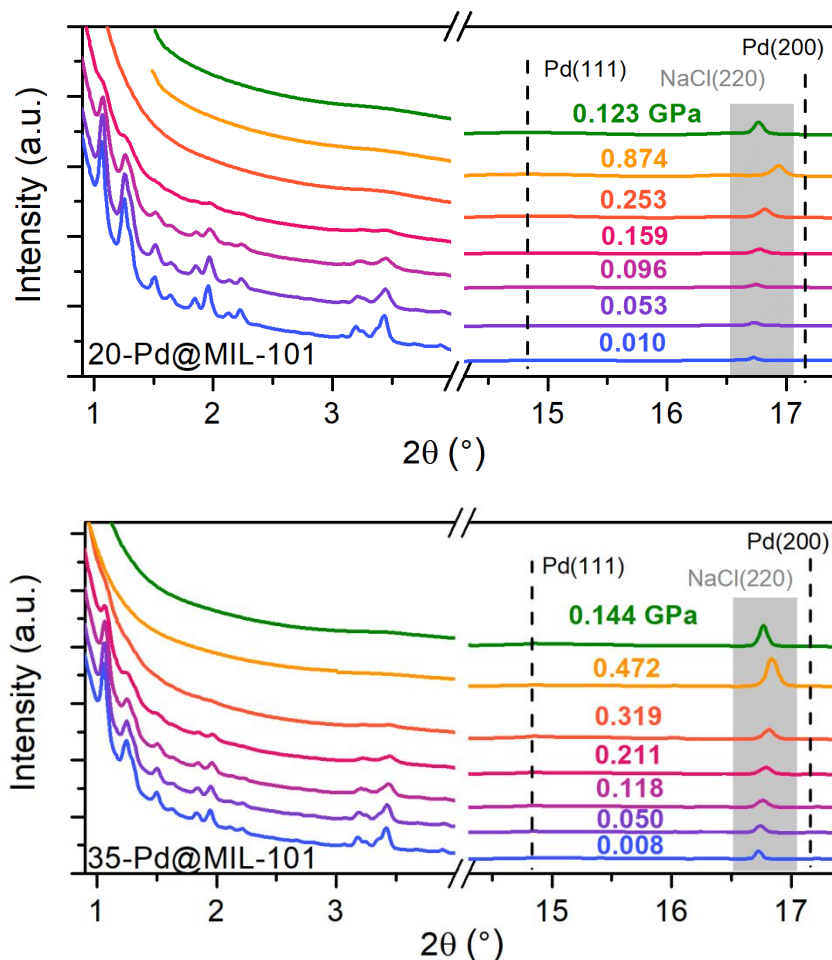 Pd(200)
Pd(111)
NaCl(220)
0.123 GPa
0.874
0.253
0.159
0.096
0.053
0.010
Intensity (a.u.)
20-Pd@MIL-101
1 2 3 15 16 17
2θ (°)
Pd(200)
Pd(111)
NaCl(220)
0.144 GPa
0.472
0.319
0.211
0.118
0.050
0.008
Intensity (a.u.)
35-Pd@MIL-101
1 2 3 15 16 17
2θ (°)